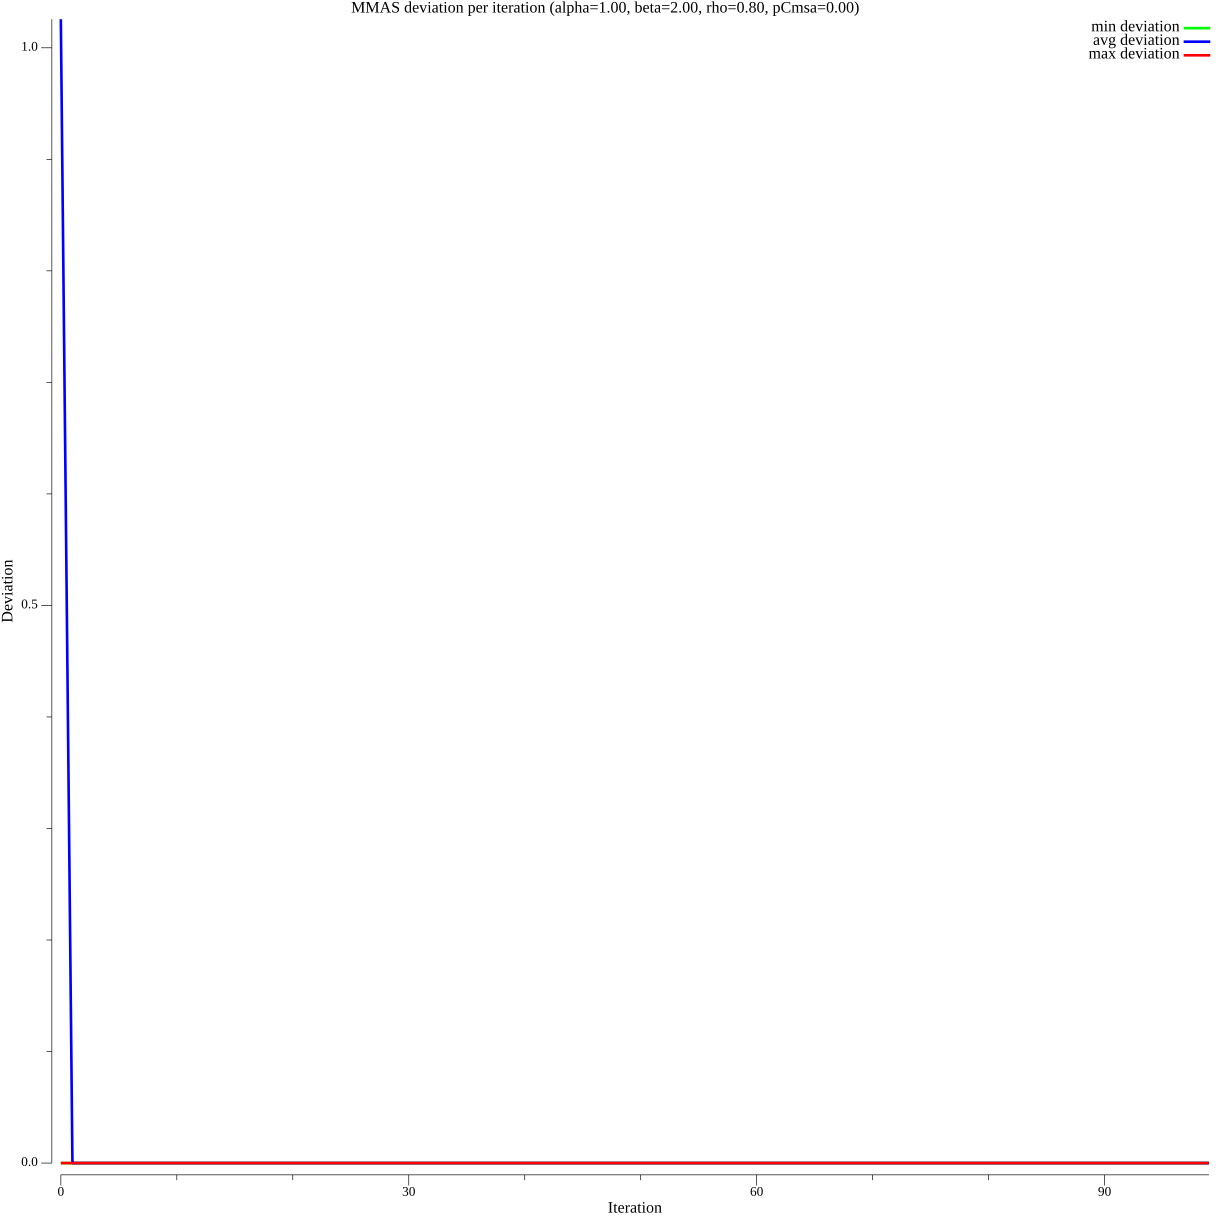 MMAS deviation per iteration (alpha=1.00, beta=2.00, rho=0.80, pCmsa=0.00)
min deviation
avg deviation
max deviation
1.0
0.5
0.0
Deviation
0
30
60
90
Iteration